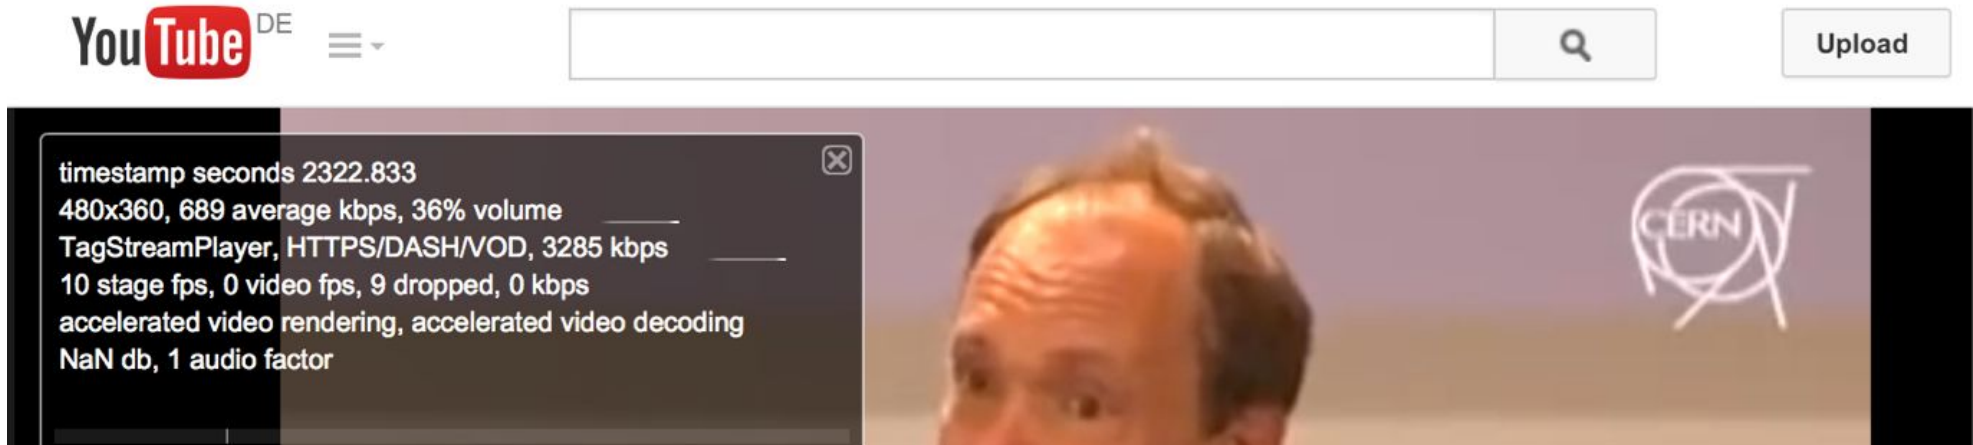 YouTube DE
Upload
timestamp seconds 2322.833
480x360, 689 average kbps, 36% volume
TagStreamPlayer, HTTPS/DASH/VOD, 3285 kbps
10 stage fps, 0 video fps, 9 dropped, 0 kbps
accelerated video rendering, accelerated video decoding
NaN db, 1 audio factor
CERN